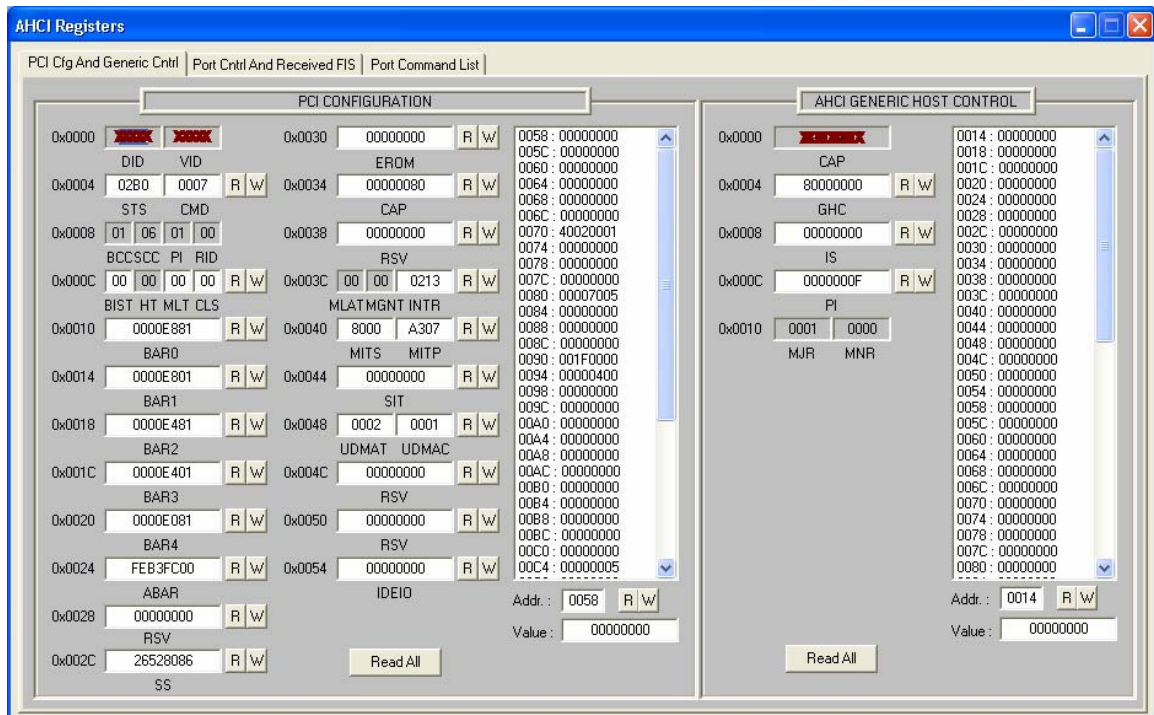 AHCI Registers
PCI Cfg And Generic Cntrl Port Cntrl And Received FIS Port Command List
PCI CONFIGURATION
0x0000
DID VID
0x0004 02B0 0007 R W
STS CMD
0x0008 01 06 01 00
BCC SCC PI RID
0x000C 00 00 00 00 R W
BIST HT MLT CLS
0x0010 0000E881 R W
BAR0
0x0014 0000E801 R W
BAR1
0x0018 0000E481 R W
BAR2
0x001C 0000E401 R W
BAR3
0x0020 0000E081 R W
BAR4
0x0024 FEB3FC00 R W
ABAR
0x0028 00000000 R W
RSV
0x002C 26528086 R W
SS
0x0030 00000000 R W
EROM
0x0034 00000080 R W
CAP
0x0038 00000000 R W
RSV
0x003C 00 00 0213 R W
MLAT MGNT INTR
0x0040 8000 A307 R W
MITS MITP
0x0044 00000000 R W
SIT
0x0048 0002 0001 R W
UDMAT UDMAC
0x004C 00000000 R W
RSV
0x0050 00000000 R W
RSV
0x0054 00000000 R W
IDEIO
Read All
0058 : 00000000
005C : 00000000
0060 : 00000000
0064 : 00000000
0068 : 00000000
006C : 00000000
0070 : 40020001
0074 : 00000000
0078 : 00000000
007C : 00000000
0080 : 00007005
0084 : 00000000
0088 : 00000000
008C : 00000000
0090 : 001F0000
0094 : 00000400
0098 : 00000000
009C : 00000000
00A0 : 00000000
00A4 : 00000000
00A8 : 00000000
00AC : 00000000
00B0 : 00000000
00B4 : 00000000
00B8 : 00000000
00BC : 00000000
00C0 : 00000000
00C4 : 00000005
Addr. : 0058 R W
Value : 00000000
AHCI GENERIC HOST CONTROL
0x0000
CAP
0x0004 80000000 R W
GHC
0x0008 00000000 R W
IS
0x000C 0000000F R W
PI
0x0010 0001 0000
MJR MNR
Read All
0014 : 00000000
0018 : 00000000
001C : 00000000
0020 : 00000000
0024 : 00000000
0028 : 00000000
002C : 00000000
0030 : 00000000
0034 : 00000000
0038 : 00000000
003C : 00000000
0040 : 00000000
0044 : 00000000
0048 : 00000000
004C : 00000000
0050 : 00000000
0054 : 00000000
0058 : 00000000
005C : 00000000
0060 : 00000000
0064 : 00000000
0068 : 00000000
006C : 00000000
0070 : 00000000
0074 : 00000000
0078 : 00000000
007C : 00000000
0080 : 00000000
Addr. : 0014 R W
Value : 00000000